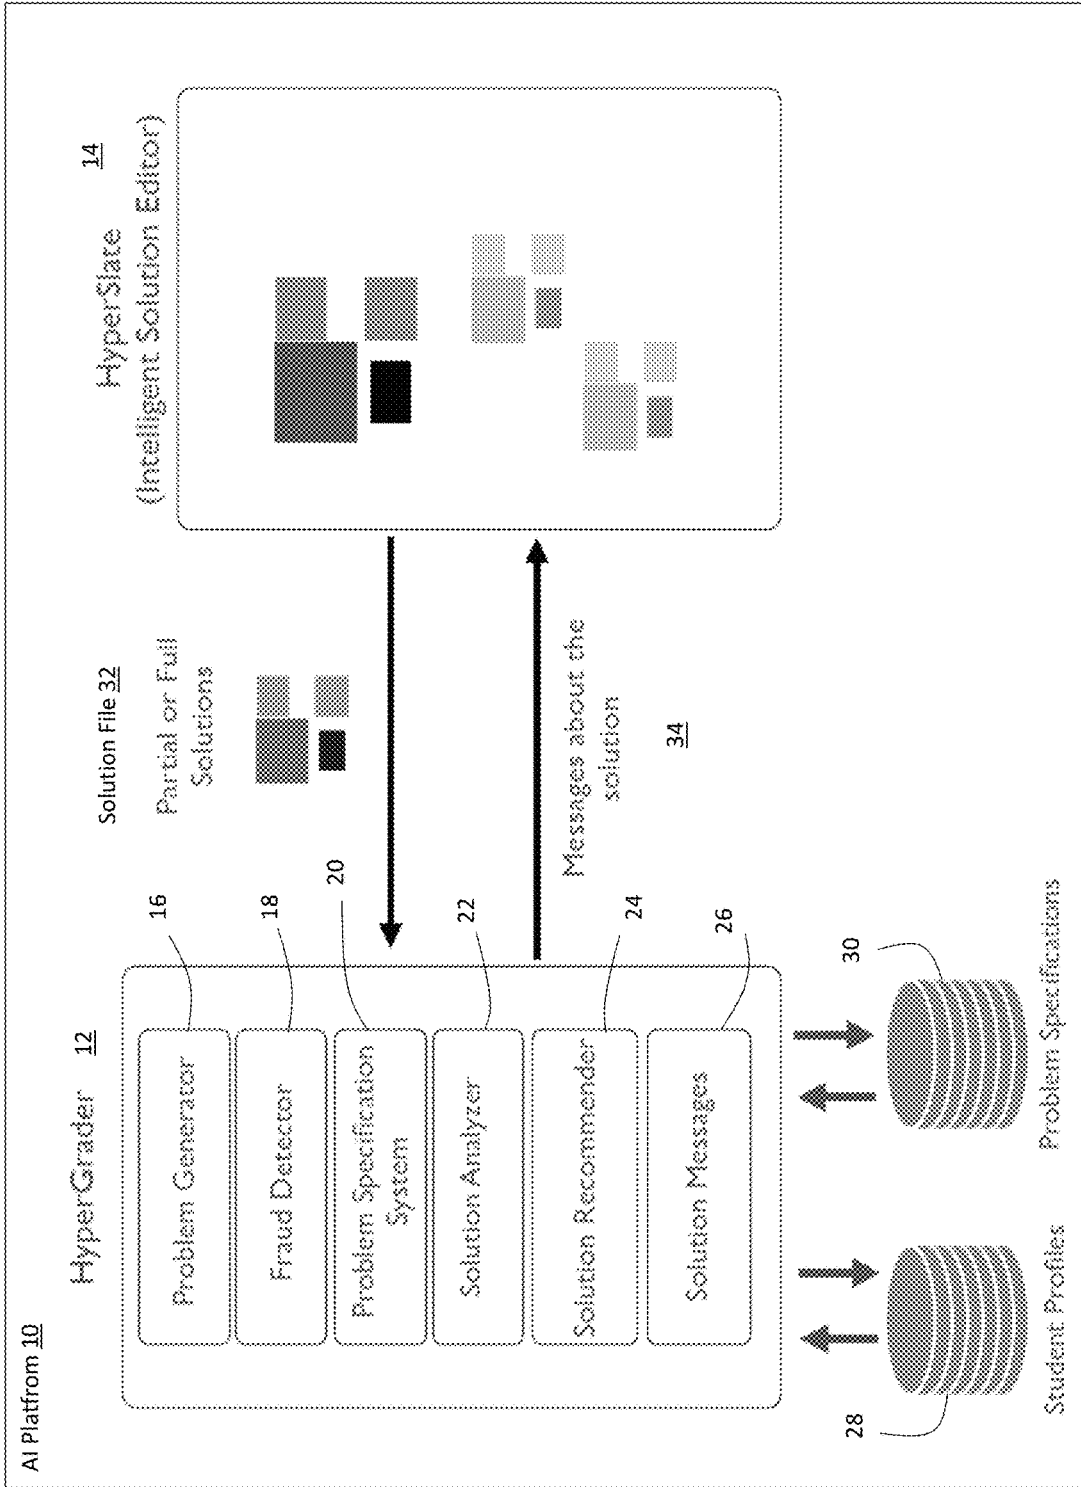 AI Platfrom 10
HyperGrader 12
Problem Generator
16
Fraud Detector
18
Problem Specification
System
20
Solution Analyzer
22
Solution Recommender
24
Solution Messages
26
28
Student Profiles
30
Problem Specifications
Solution File 32
Partial or Full
Solutions
Messages about the
solution
34
14
HyperSlate
(Intelligent Solution Editor)